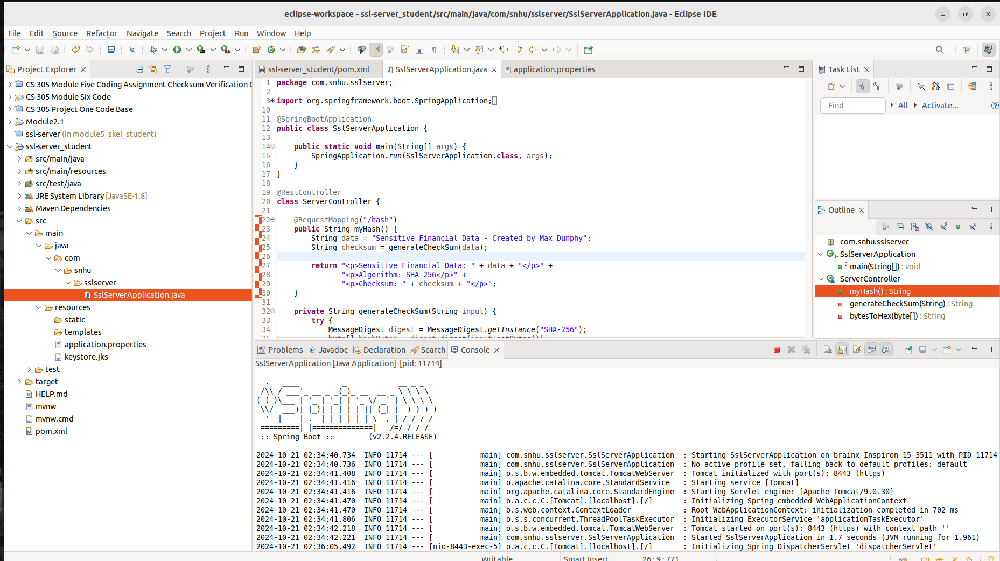 eclipse-workspace - ssl-server_student/src/main/java/com/snhu/sslserver/SslServerApplication.java - Eclipse IDE
File Edit Source Refactor Navigate Search Project Run Window Help
Project Explorer
CS 305 Module Five Coding Assignment Checksum Verification C
CS 305 Module Six Code
CS 305 Project One Code Base
Module2.1
ssl-server (in module5_skel_student)
ssl-server_student
src/main/java
src/main/resources
src/test/java
JRE System Library [JavaSE-1.8]
Maven Dependencies
src
main
java
com
snhu
sslserver
SslServerApplication.java
resources
static
templates
application.properties
keystore.jks
test
target
HELP.md
mvnw
mvnw.cmd
pom.xml
ssl-server_student/pom.xml SslServerApplication.java application.properties
1 package com.snhu.sslserver;
2
3 import org.springframework.boot.SpringApplication;
10
11 @SpringBootApplication
12 public class SslServerApplication {
13
14 public static void main(String[] args) {
15 SpringApplication.run(SslServerApplication.class, args);
16 }
17 }
18
19 @RestController
20 class ServerController {
21
22 @RequestMapping("/hash")
23 public String myHash() {
24 String data = "Sensitive Financial Data - Created by Max Dunphy";
25 String checksum = generateCheckSum(data);
26
27 return "<p>Sensitive Financial Data: " + data + "</p>" +
28 "<p>Algorithm: SHA-256</p>" +
29 "<p>Checksum: " + checksum + "</p>";
30 }
31
32 private String generateCheckSum(String input) {
33 try {
34 MessageDigest digest = MessageDigest.getInstance("SHA-256");
Task List
Find All Activate...
Outline
com.snhu.sslserver
SslServerApplication
main(String[]) : void
ServerController
myHash() : String
generateCheckSum(String) : String
bytesToHex(byte[]) : String
Problems Javadoc Declaration Search Console
SslServerApplication [Java Application] [pid: 11714]
:: Spring Boot :: (v2.2.4.RELEASE)
2024-10-21 02:34:40.734 INFO 11714 --- [ main] com.snhu.sslserver.SslServerApplication : Starting SslServerApplication on brainx-Inspiron-15-3511 with PID 11714
2024-10-21 02:34:40.736 INFO 11714 --- [ main] com.snhu.sslserver.SslServerApplication : No active profile set, falling back to default profiles: default
2024-10-21 02:34:41.408 INFO 11714 --- [ main] o.s.b.w.embedded.tomcat.TomcatWebServer : Tomcat initialized with port(s): 8443 (https)
2024-10-21 02:34:41.416 INFO 11714 --- [ main] o.apache.catalina.core.StandardService : Starting service [Tomcat]
2024-10-21 02:34:41.416 INFO 11714 --- [ main] org.apache.catalina.core.StandardEngine : Starting Servlet engine: [Apache Tomcat/9.0.30]
2024-10-21 02:34:41.470 INFO 11714 --- [ main] o.a.c.c.C.[Tomcat].[localhost].[/] : Initializing Spring embedded WebApplicationContext
2024-10-21 02:34:41.470 INFO 11714 --- [ main] o.s.web.context.ContextLoader : Root WebApplicationContext: initialization completed in 702 ms
2024-10-21 02:34:41.806 INFO 11714 --- [ main] o.s.s.concurrent.ThreadPoolTaskExecutor : Initializing ExecutorService 'applicationTaskExecutor'
2024-10-21 02:34:42.218 INFO 11714 --- [ main] o.s.b.w.embedded.tomcat.TomcatWebServer : Tomcat started on port(s): 8443 (https) with context path ''
2024-10-21 02:34:42.221 INFO 11714 --- [ main] com.snhu.sslserver.SslServerApplication : Started SslServerApplication in 1.7 seconds (JVM running for 1.961)
2024-10-21 02:36:05.492 INFO 11714 --- [nio-8443-exec-5] o.a.c.c.C.[Tomcat].[localhost].[/] : Initializing Spring DispatcherServlet 'dispatcherServlet'
Writable Smart Insert 26 : 9 : 771